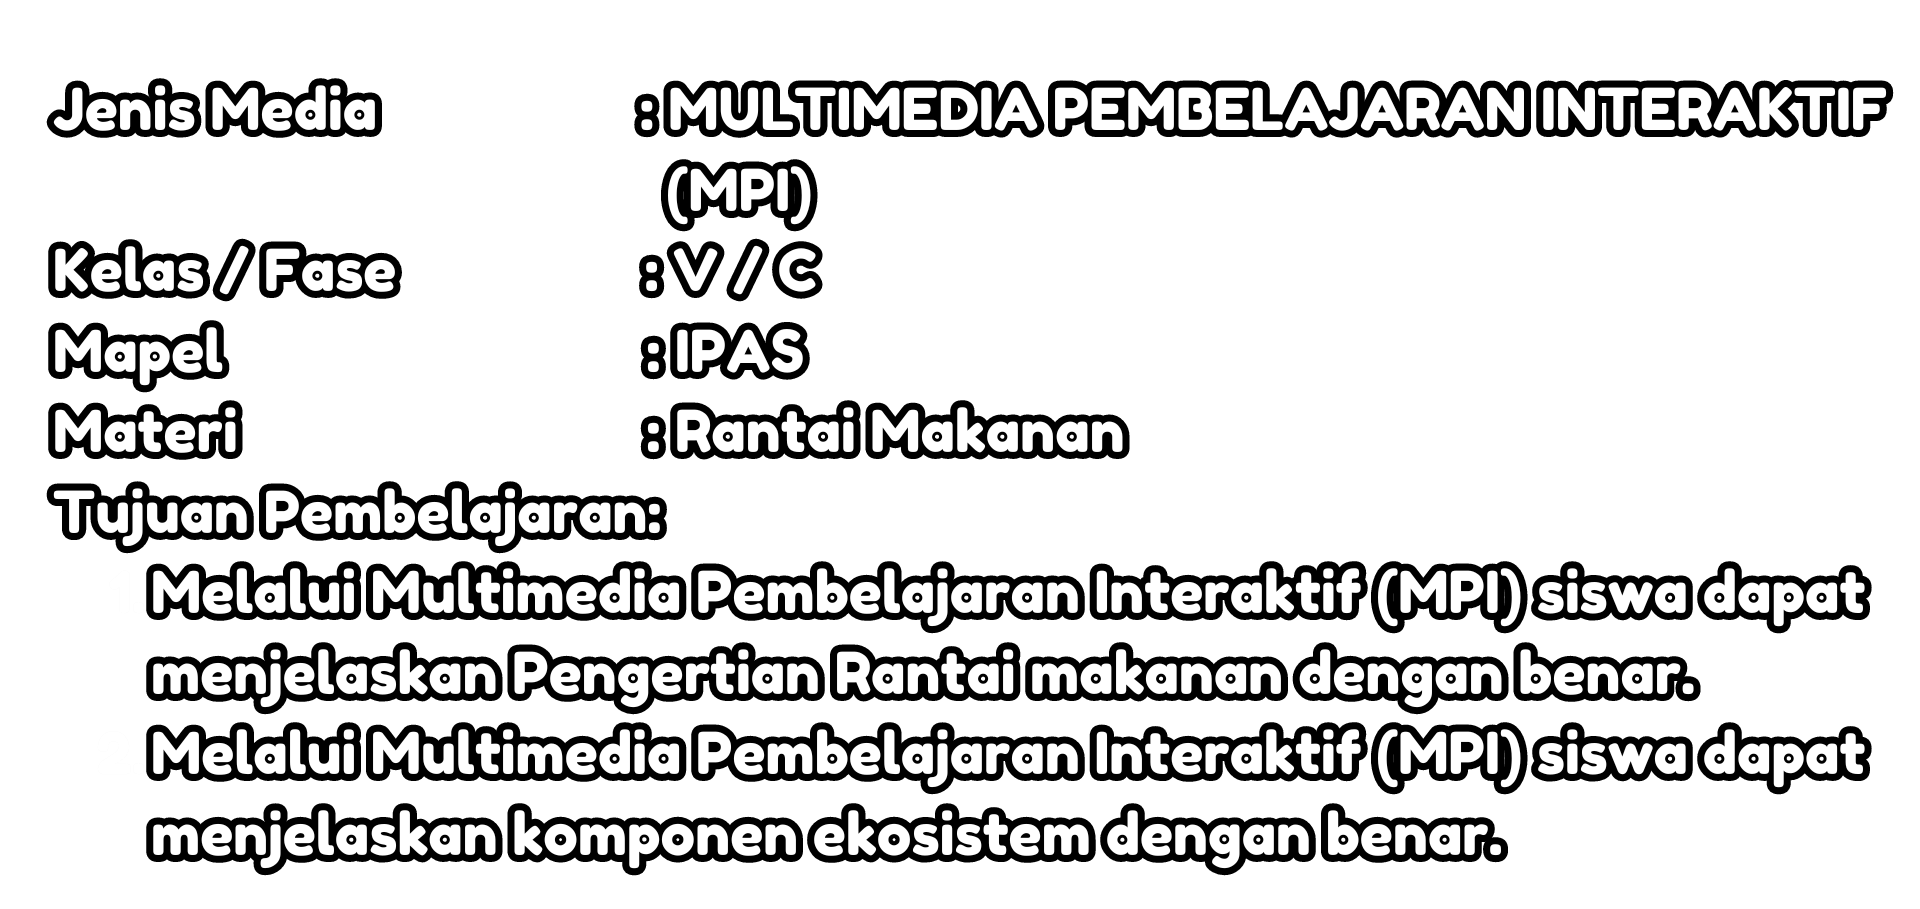 Jenis Media : MULTIMEDIA PEMBELAJARAN INTERAKTIF
(MPI)
Kelas / Fase : V / C
Mapel : IPAS
Materi : Rantai Makanan
Tujuan Pembelajaran:
Melalui Multimedia Pembelajaran Interaktif (MPI) siswa dapat
menjelaskan Pengertian Rantai makanan dengan benar.
Melalui Multimedia Pembelajaran Interaktif (MPI) siswa dapat
menjelaskan komponen ekosistem dengan benar.